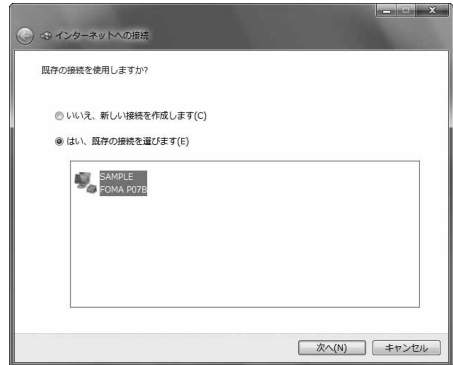 インターネットへの接続
既存の接続を使用しますか?
いいえ、新しい接続を作成します(C)
はい、既存の接続を選びます(E)
SAMPLE
FOMA P07B
次へ(N)
キャンセル